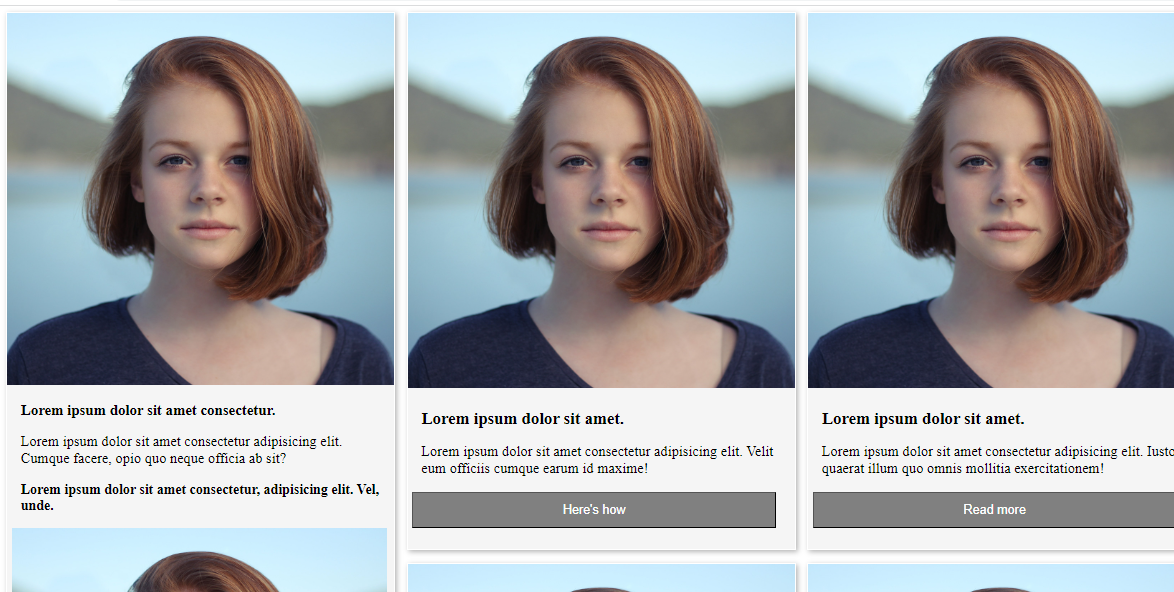 Lorem ipsum dolor sit amet consectetur.
Lorem ipsum dolor sit amet consectetur adipisicing elit.
Cumque facere, opio quo neque officia ab sit?
Lorem ipsum dolor sit amet consectetur, adipisicing elit. Vel,
unde.
Lorem ipsum dolor sit amet.
Lorem ipsum dolor sit amet consectetur adipisicing elit. Velit
eum officiis cumque earum id maxime!
Here's how
Lorem ipsum dolor sit amet.
Lorem ipsum dolor sit amet consectetur adipisicing elit. Iusto
quaerat illum quo omnis mollitia exercitationem!
Read more